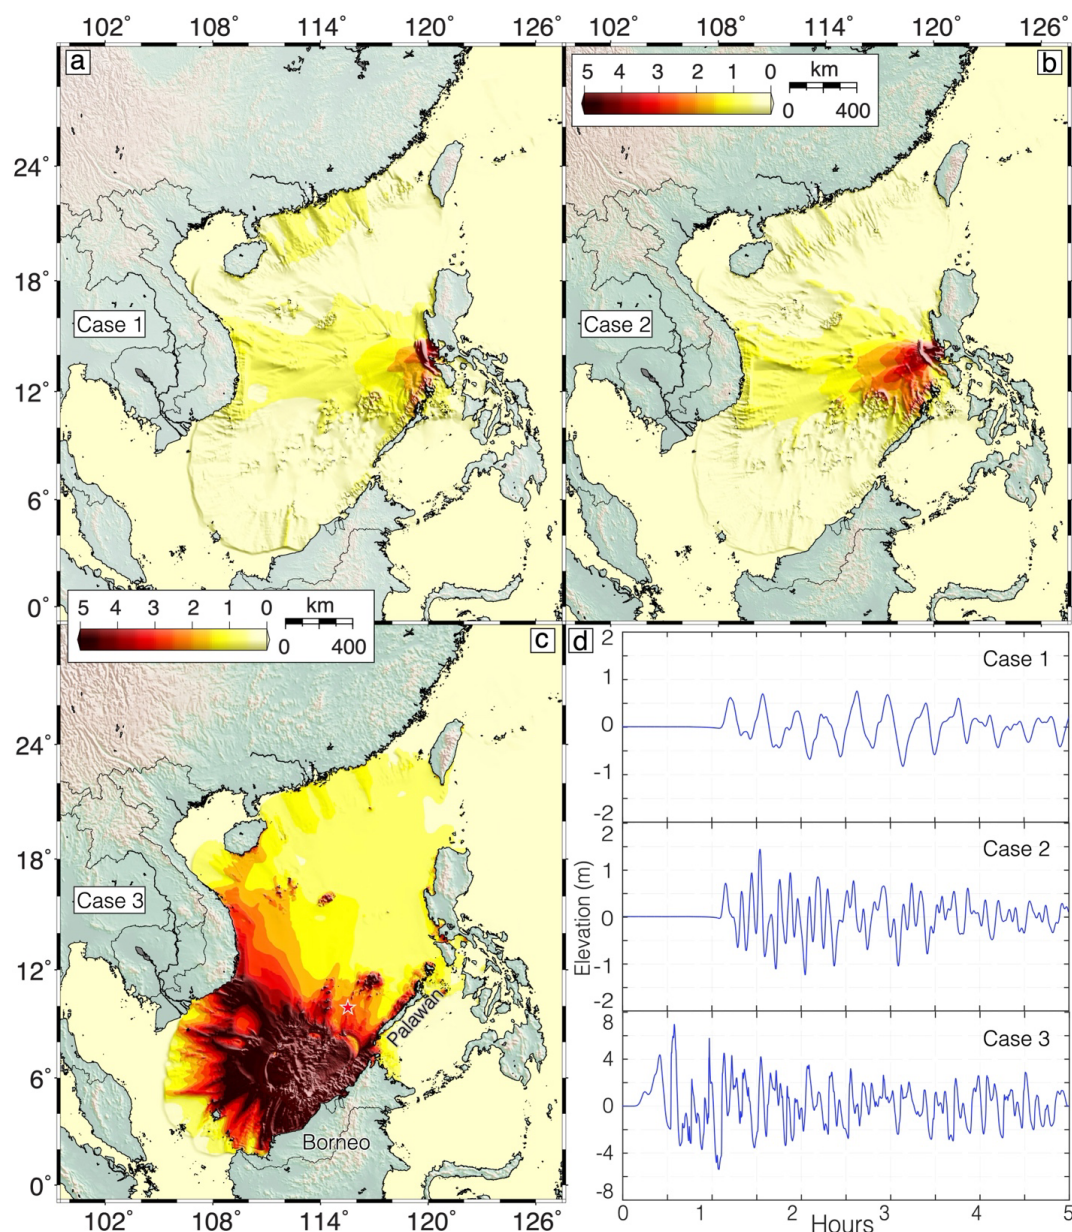 102° 108° 114° 120° 126° 102° 108° 114° 120° 126°
a
b
5 4 3 2 1 0 km
0 400
24°
18°
Case 1
Case 2
12°
6°
0°
5 4 3 2 1 0 km
0 400
c
d
24°
18°
Case 3
12°
Palawan
6°
Borneo
0°
102° 108° 114° 120° 126°
2
1
0
-1
-2
Case 1
2
1
0
-1
-2
Case 2
Elevation (m)
8
4
0
-4
-8
Case 3
0 1 2 3 4 5
Hours